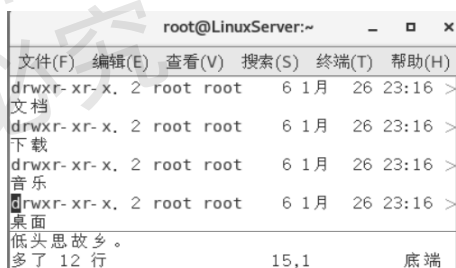 root@LinuxServer:~
文件(F) 编辑(E) 查看(V) 搜索(S) 终端(T) 帮助(H)
drwxr-xr-x. 2 root root 6 1月 26 23:16 >
文档
drwxr-xr-x. 2 root root 6 1月 26 23:16 >
下载
drwxr-xr-x. 2 root root 6 1月 26 23:16 >
音乐
drwxr-xr-x. 2 root root 6 1月 26 23:16 >
桌面
低头思故乡。
多了 12 行 15,1 底端